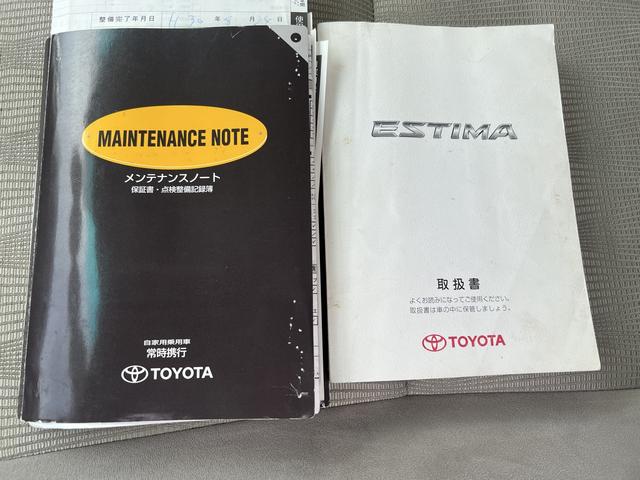 整備完了年月日 H 30
MAINTENANCE NOTE
メンテナンスノート
保証書・点検整備記録簿
自家用乗用車
常時携行
TOYOTA
ESTIMA
取扱書
よくお読みになってご使用ください。
取扱書は車の中に保管しましょう。
TOYOTA